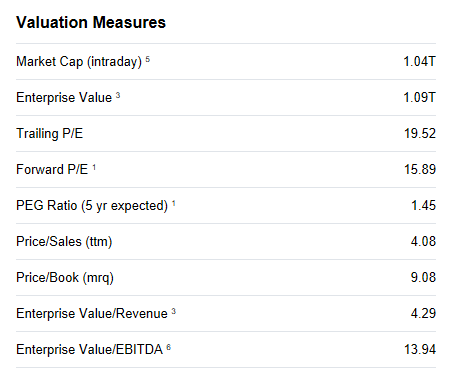 Valuation Measures
Market Cap (intraday) 5 1.04T
Enterprise Value 3 1.09T
Trailing P/E 19.52
Forward P/E 1 15.89
PEG Ratio (5 yr expected) 1 1.45
Price/Sales (ttm) 4.08
Price/Book (mrq) 9.08
Enterprise Value/Revenue 3 4.29
Enterprise Value/EBITDA 6 13.94